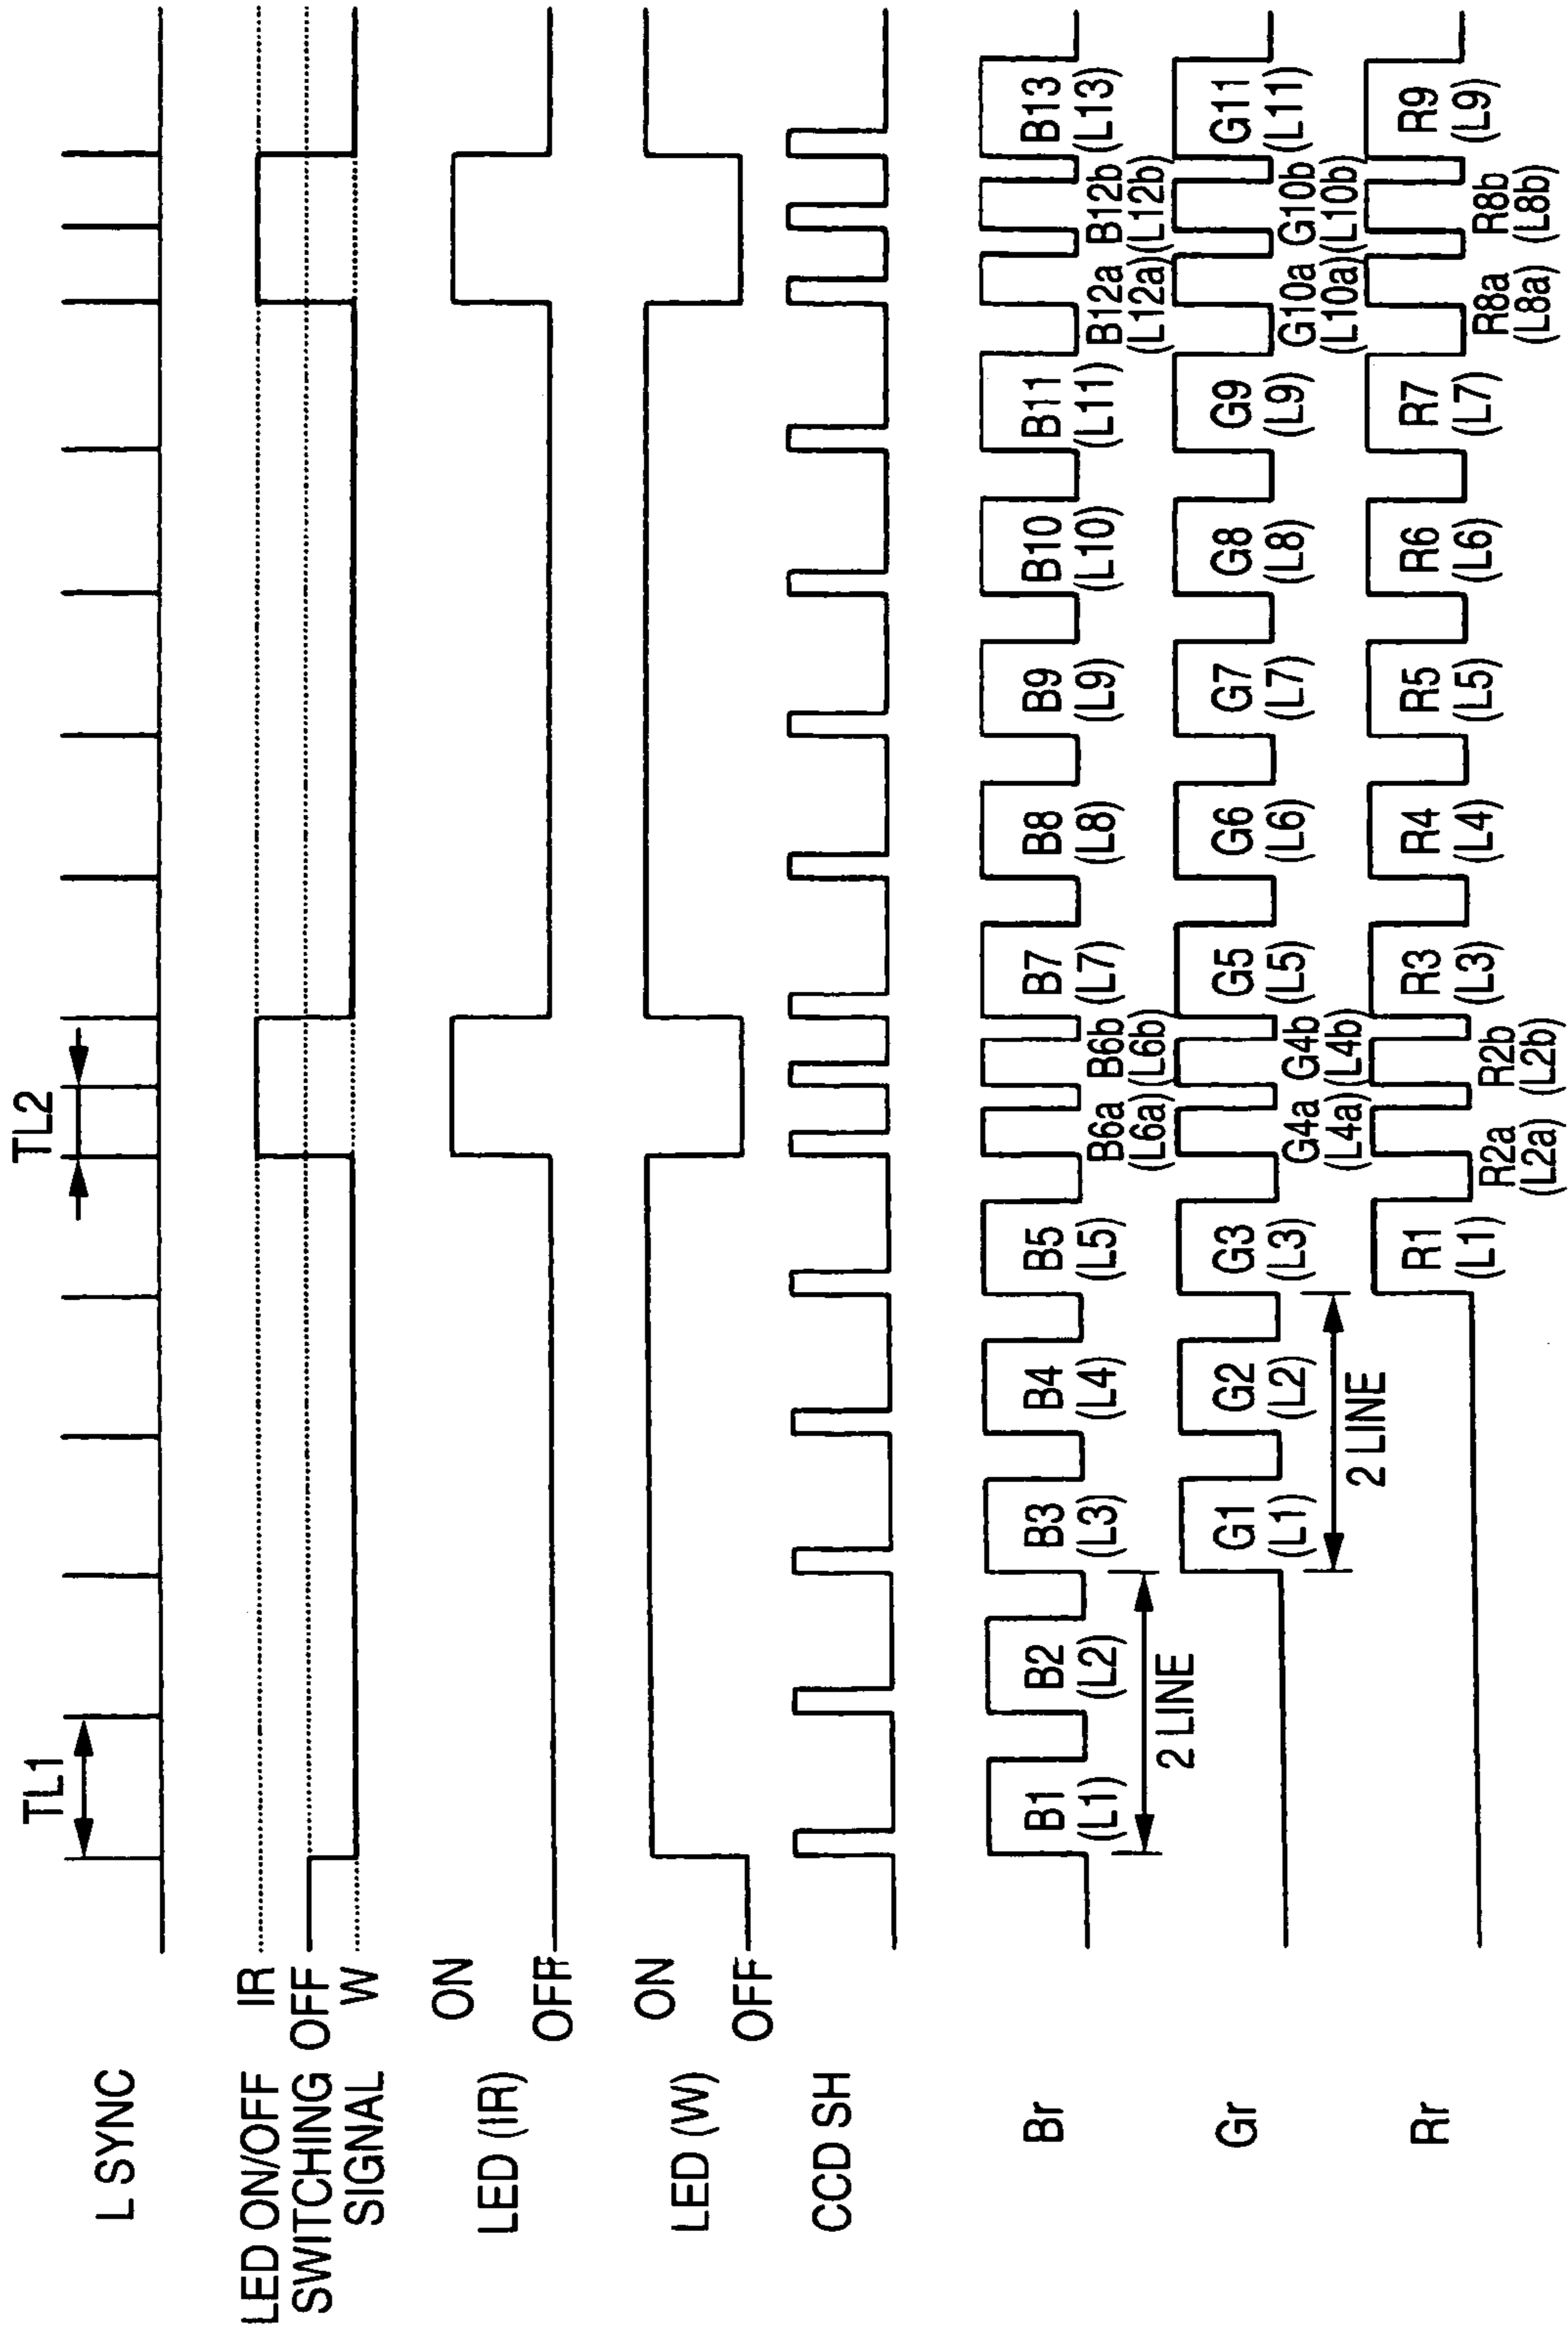 TL1
TL2
L SYNC
LED ON/OFF
SWITCHING
SIGNAL
IR
OFF
W
LED (IR)
ON
OFF
LED (W)
ON
OFF
CCD SH
Br
B1
(L1)
B2
(L2)
B3
(L3)
B4
(L4)
B5
(L5)
B6a
(L6a)
B6b
(L6b)
B7
(L7)
B8
(L8)
B9
(L9)
B10
(L10)
B11
(L11)
B12a
(L12a)
B12b
(L12b)
B13
(L13)
2 LINE
Gr
G1
(L1)
G2
(L2)
G3
(L3)
G4a
(L4a)
G4b
(L4b)
G5
(L5)
G6
(L6)
G7
(L7)
G8
(L8)
G9
(L9)
G10a
(L10a)
G10b
(L10b)
G11
(L11)
2 LINE
Rr
R1
(L1)
R2a
(L2a)
R2b
(L2b)
R3
(L3)
R4
(L4)
R5
(L5)
R6
(L6)
R7
(L7)
R8a
(L8a)
R8b
(L8b)
R9
(L9)